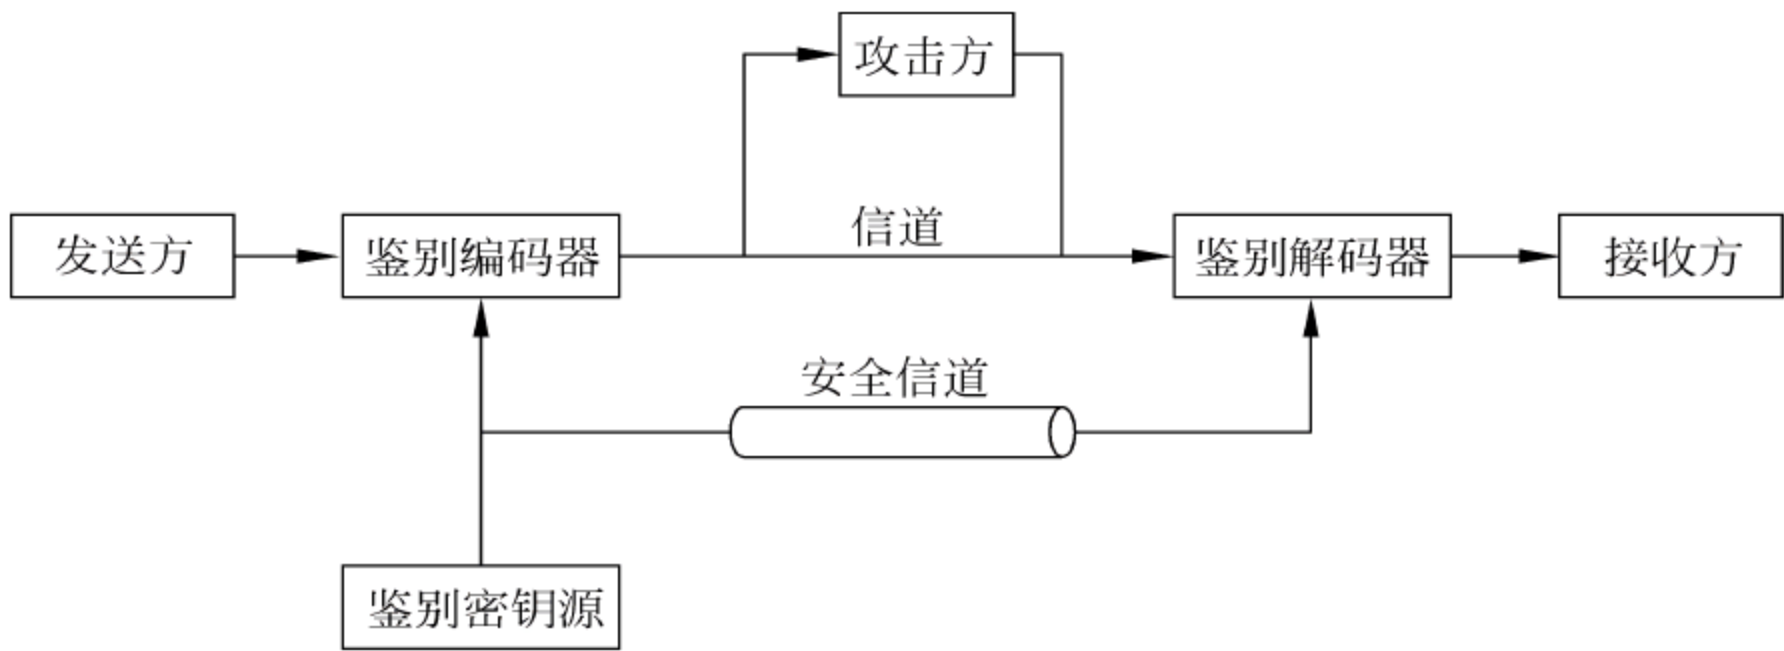 攻击方
信道
发送方
鉴别编码器
鉴别解码器
接收方
安全信道
鉴别密钥源